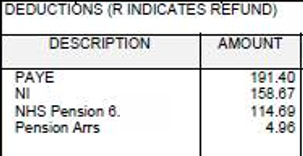 DEDUCTIONS (R INDICATES REFUND)
DESCRIPTION AMOUNT
PAYE 191.40
NI 158.67
NHS Pension 6. 114.69
Pension Arrs 4.96